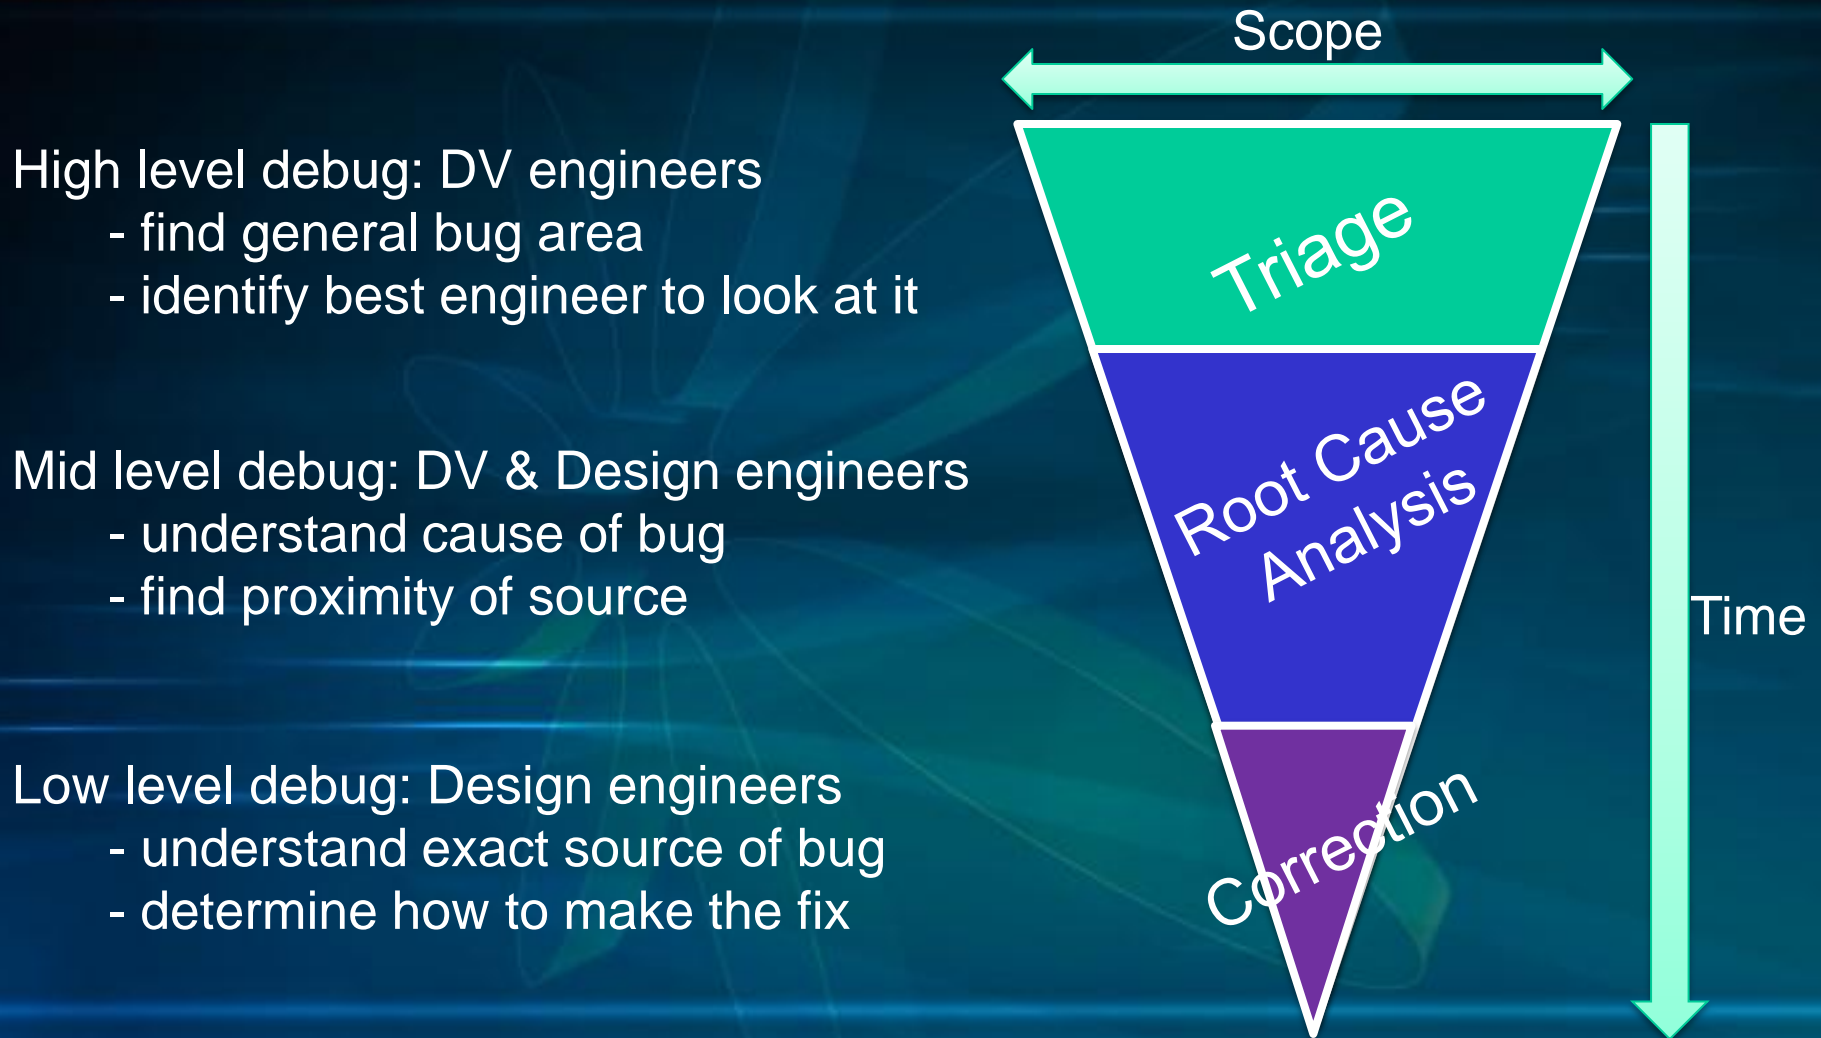 Scope
High level debug: DV engineers
- find general bug area
- identify best engineer to look at it
Triage
Mid level debug: DV & Design engineers
- understand cause of bug
- find proximity of source
Root Cause
Analysis
Time
Low level debug: Design engineers
- understand exact source of bug
- determine how to make the fix
Correction